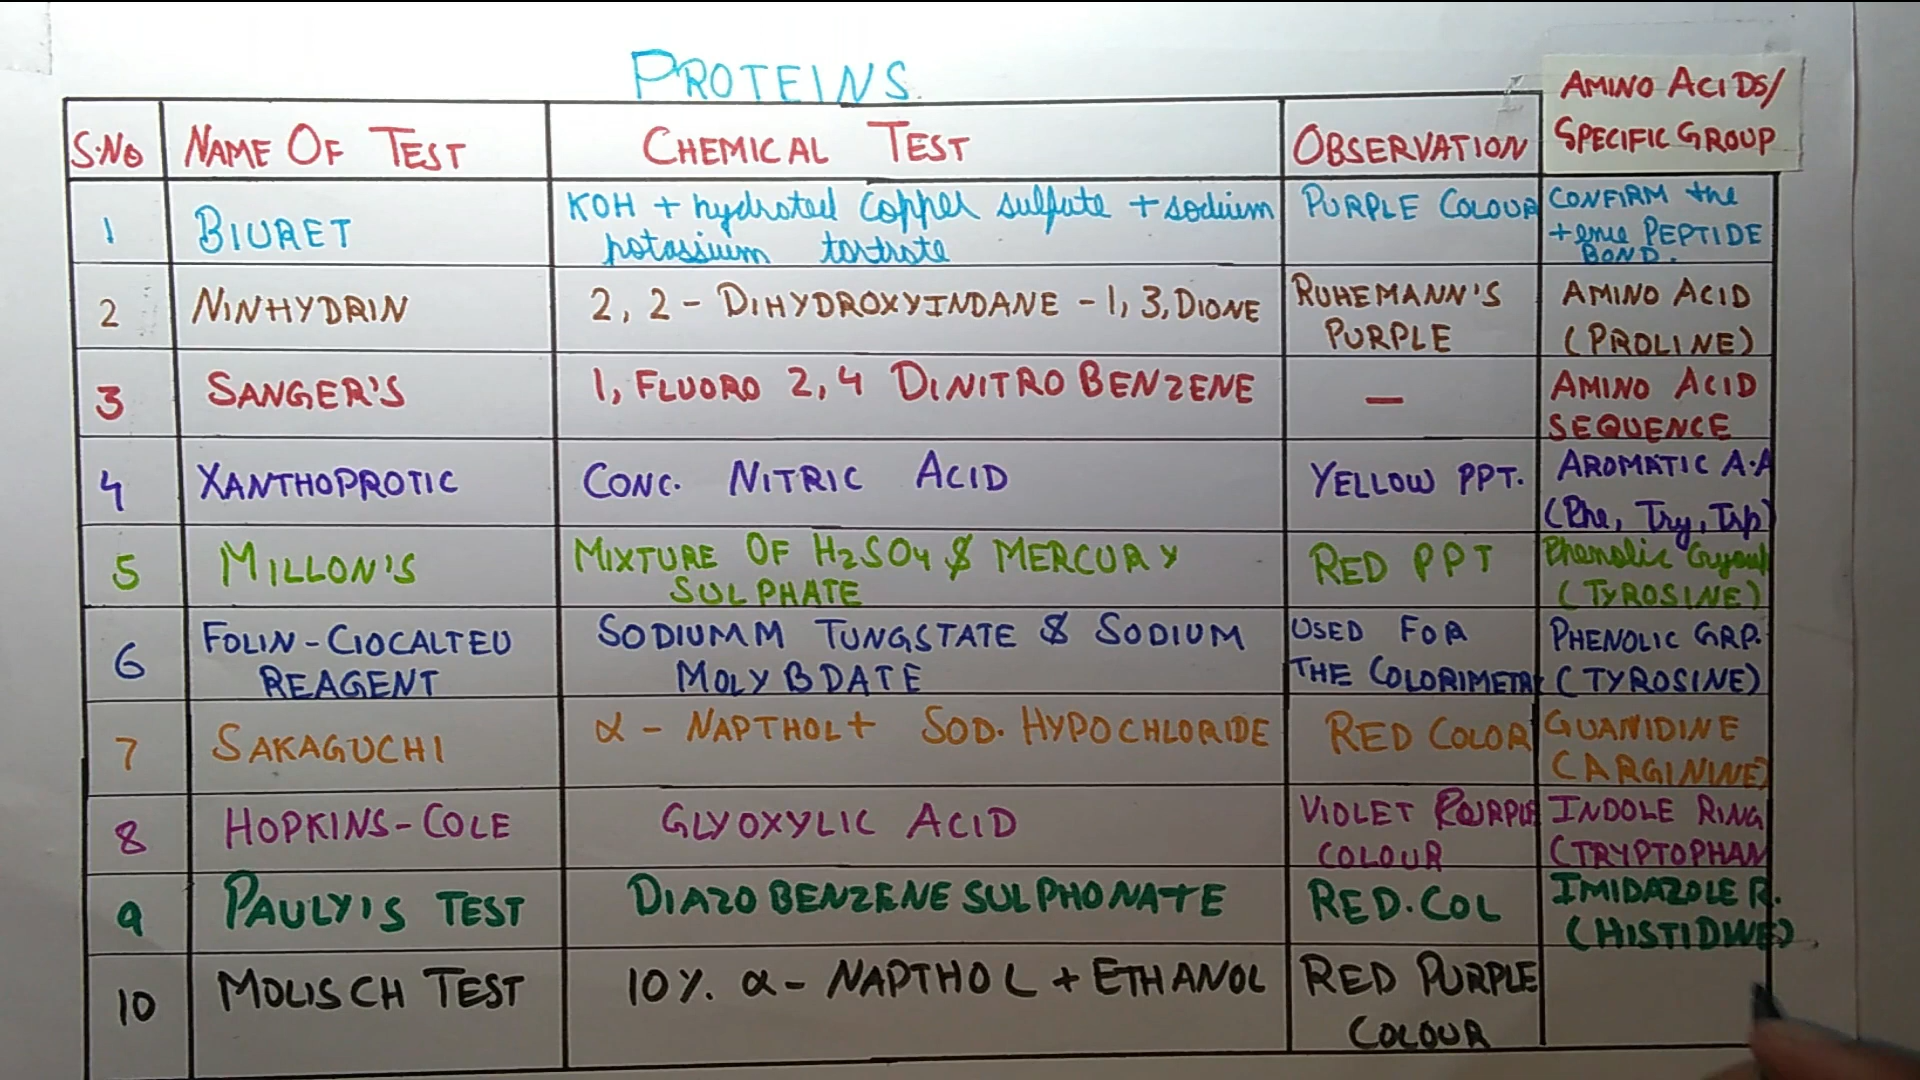 PROTEINS.
S.No NAME OF TEST CHEMICAL TEST OBSERVATION AMINO ACIDS/
SPECIFIC GROUP
1 BIURET KOH + hydrated copper sulfate + sodium
potassium tartrate PURPLE COLOUR CONFIRM the
+enve PEPTIDE
BOND.
2 NINHYDRIN 2, 2 - DIHYDROXYINDANE - 1, 3, DIONE RUHEMANN'S
PURPLE AMINO ACID
(PROLINE)
3 SANGER'S 1, FLUORO 2, 4 DINITRO BENZENE — AMINO ACID
SEQUENCE
4 XANTHOPROTIC CONC. NITRIC ACID YELLOW PPT. AROMATIC A.A
(Phe, Try, Trp)
5 MILLON'S MIXTURE OF H2SO4 & MERCURY
SULPHATE RED PPT Phenolic Group
(TYROSINE)
6 FOLIN-CIOCALTEU
REAGENT SODIUMM TUNGSTATE & SODIUM
MOLYBDATE USED FOR
THE COLORIMETR PHENOLIC GRP.
(TYROSINE)
7 SAKAGUCHI α - NAPTHOL + SOD. HYPOCHLORIDE RED COLOR GUANIDINE
(ARGININE)
8 HOPKINS-COLE GLYOXYLIC ACID VIOLET PURPLE
COLOUR INDOLE RING
(TRYPTOPHAN
9 PAULY'S TEST DIAZO BENZENE SULPHONATE RED.COL IMIDAZOLE R.
(HISTIDINE)
10 MOLISCH TEST 10%. α - NAPTHOL + ETHANOL RED PURPLE
COLOUR